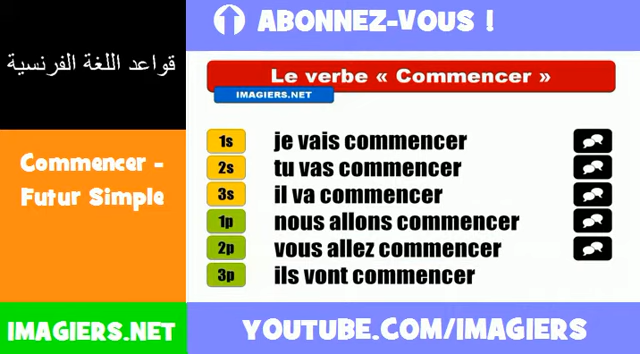 قواعد اللغة الفرنسية
Commencer -
Futur Simple
IMAGIERS.NET
ABONNEZ-VOUS !
Le verbe « Commencer »
IMAGIERS.NET
1s je vais commencer
2s tu vas commencer
3s il va commencer
1p nous allons commencer
2p vous allez commencer
3p ils vont commencer
YOUTUBE.COM/IMAGIERS